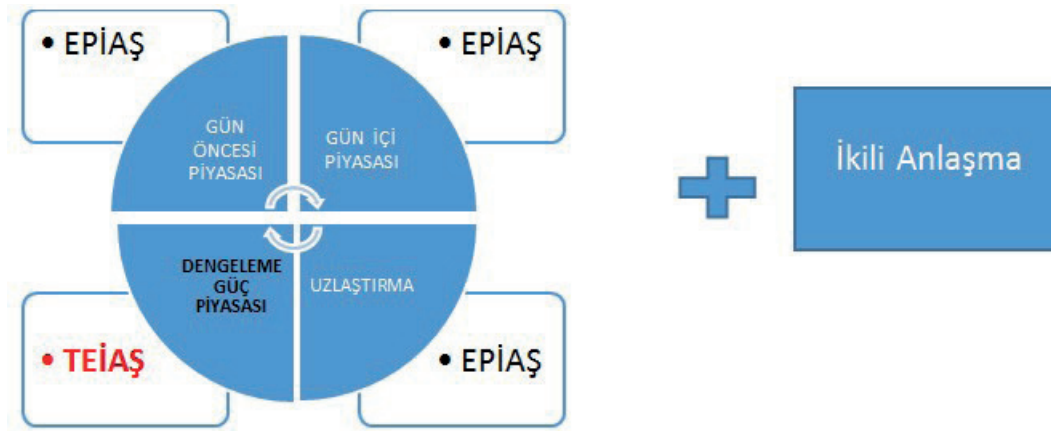 • EPİAŞ
• EPİAŞ
GÜN
ÖNCESİ
PİYASASI
GÜN İÇİ
PİYASASI
İkili Anlaşma
DENGELEME
GÜÇ
PİYASASI
UZLAŞTIRMA
• TEİAŞ
• EPİAŞ